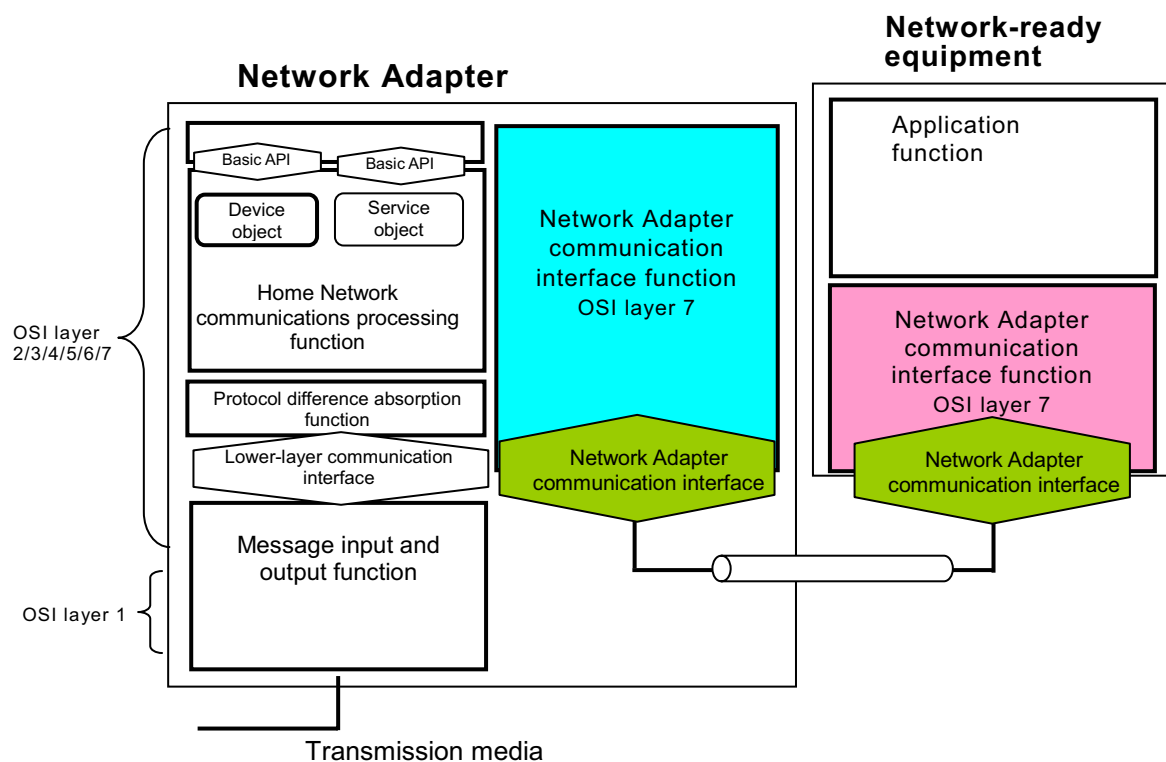 Network-ready
equipment
Network Adapter
Application
function
Basic API
Basic API
Device
object
Service
object
Network Adapter
communication
interface function
OSI layer 7
Home Network
communications processing
function
OSI layer
2/3/4/5/6/7
Network Adapter
communication
interface function
OSI layer 7
Protocol difference absorption
function
Lower-layer communication
interface
Network Adapter
communication interface
Network Adapter
communication interface
Message input and
output function
OSI layer 1
Transmission media